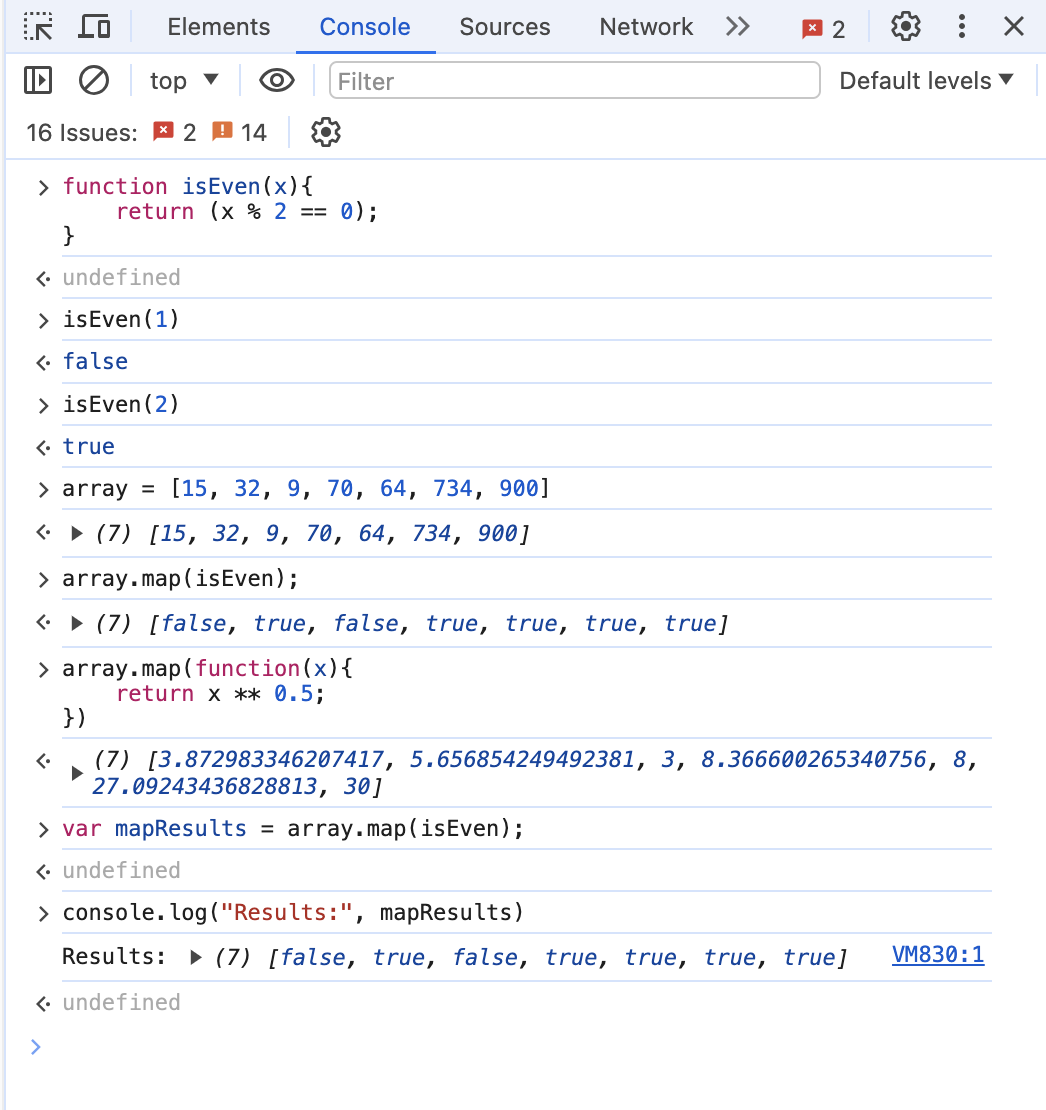 Elements Console Sources Network 2
top Filter Default levels
16 Issues: 2 14
function isEven(x){
    return (x % 2 == 0);
}
undefined
isEven(1)
false
isEven(2)
true
array = [15, 32, 9, 70, 64, 734, 900]
(7) [15, 32, 9, 70, 64, 734, 900]
array.map(isEven);
(7) [false, true, false, true, true, true, true]
array.map(function(x){
    return x ** 0.5;
})
(7) [3.872983346207417, 5.656854249492381, 3, 8.366600265340756, 8,
27.09243436828813, 30]
var mapResults = array.map(isEven);
undefined
console.log("Results:", mapResults)
Results: (7) [false, true, false, true, true, true, true] VM830:1
undefined